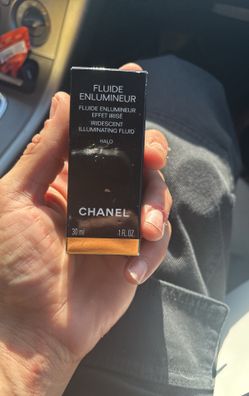 FLUIDE
ENLUMINEUR
FLUIDE ENLUMINEUR
EFFET IRISÉ
IRIDESCENT
ILLUMINATING FLUID
HALO
CHANEL
30 ml
1 FL. OZ.